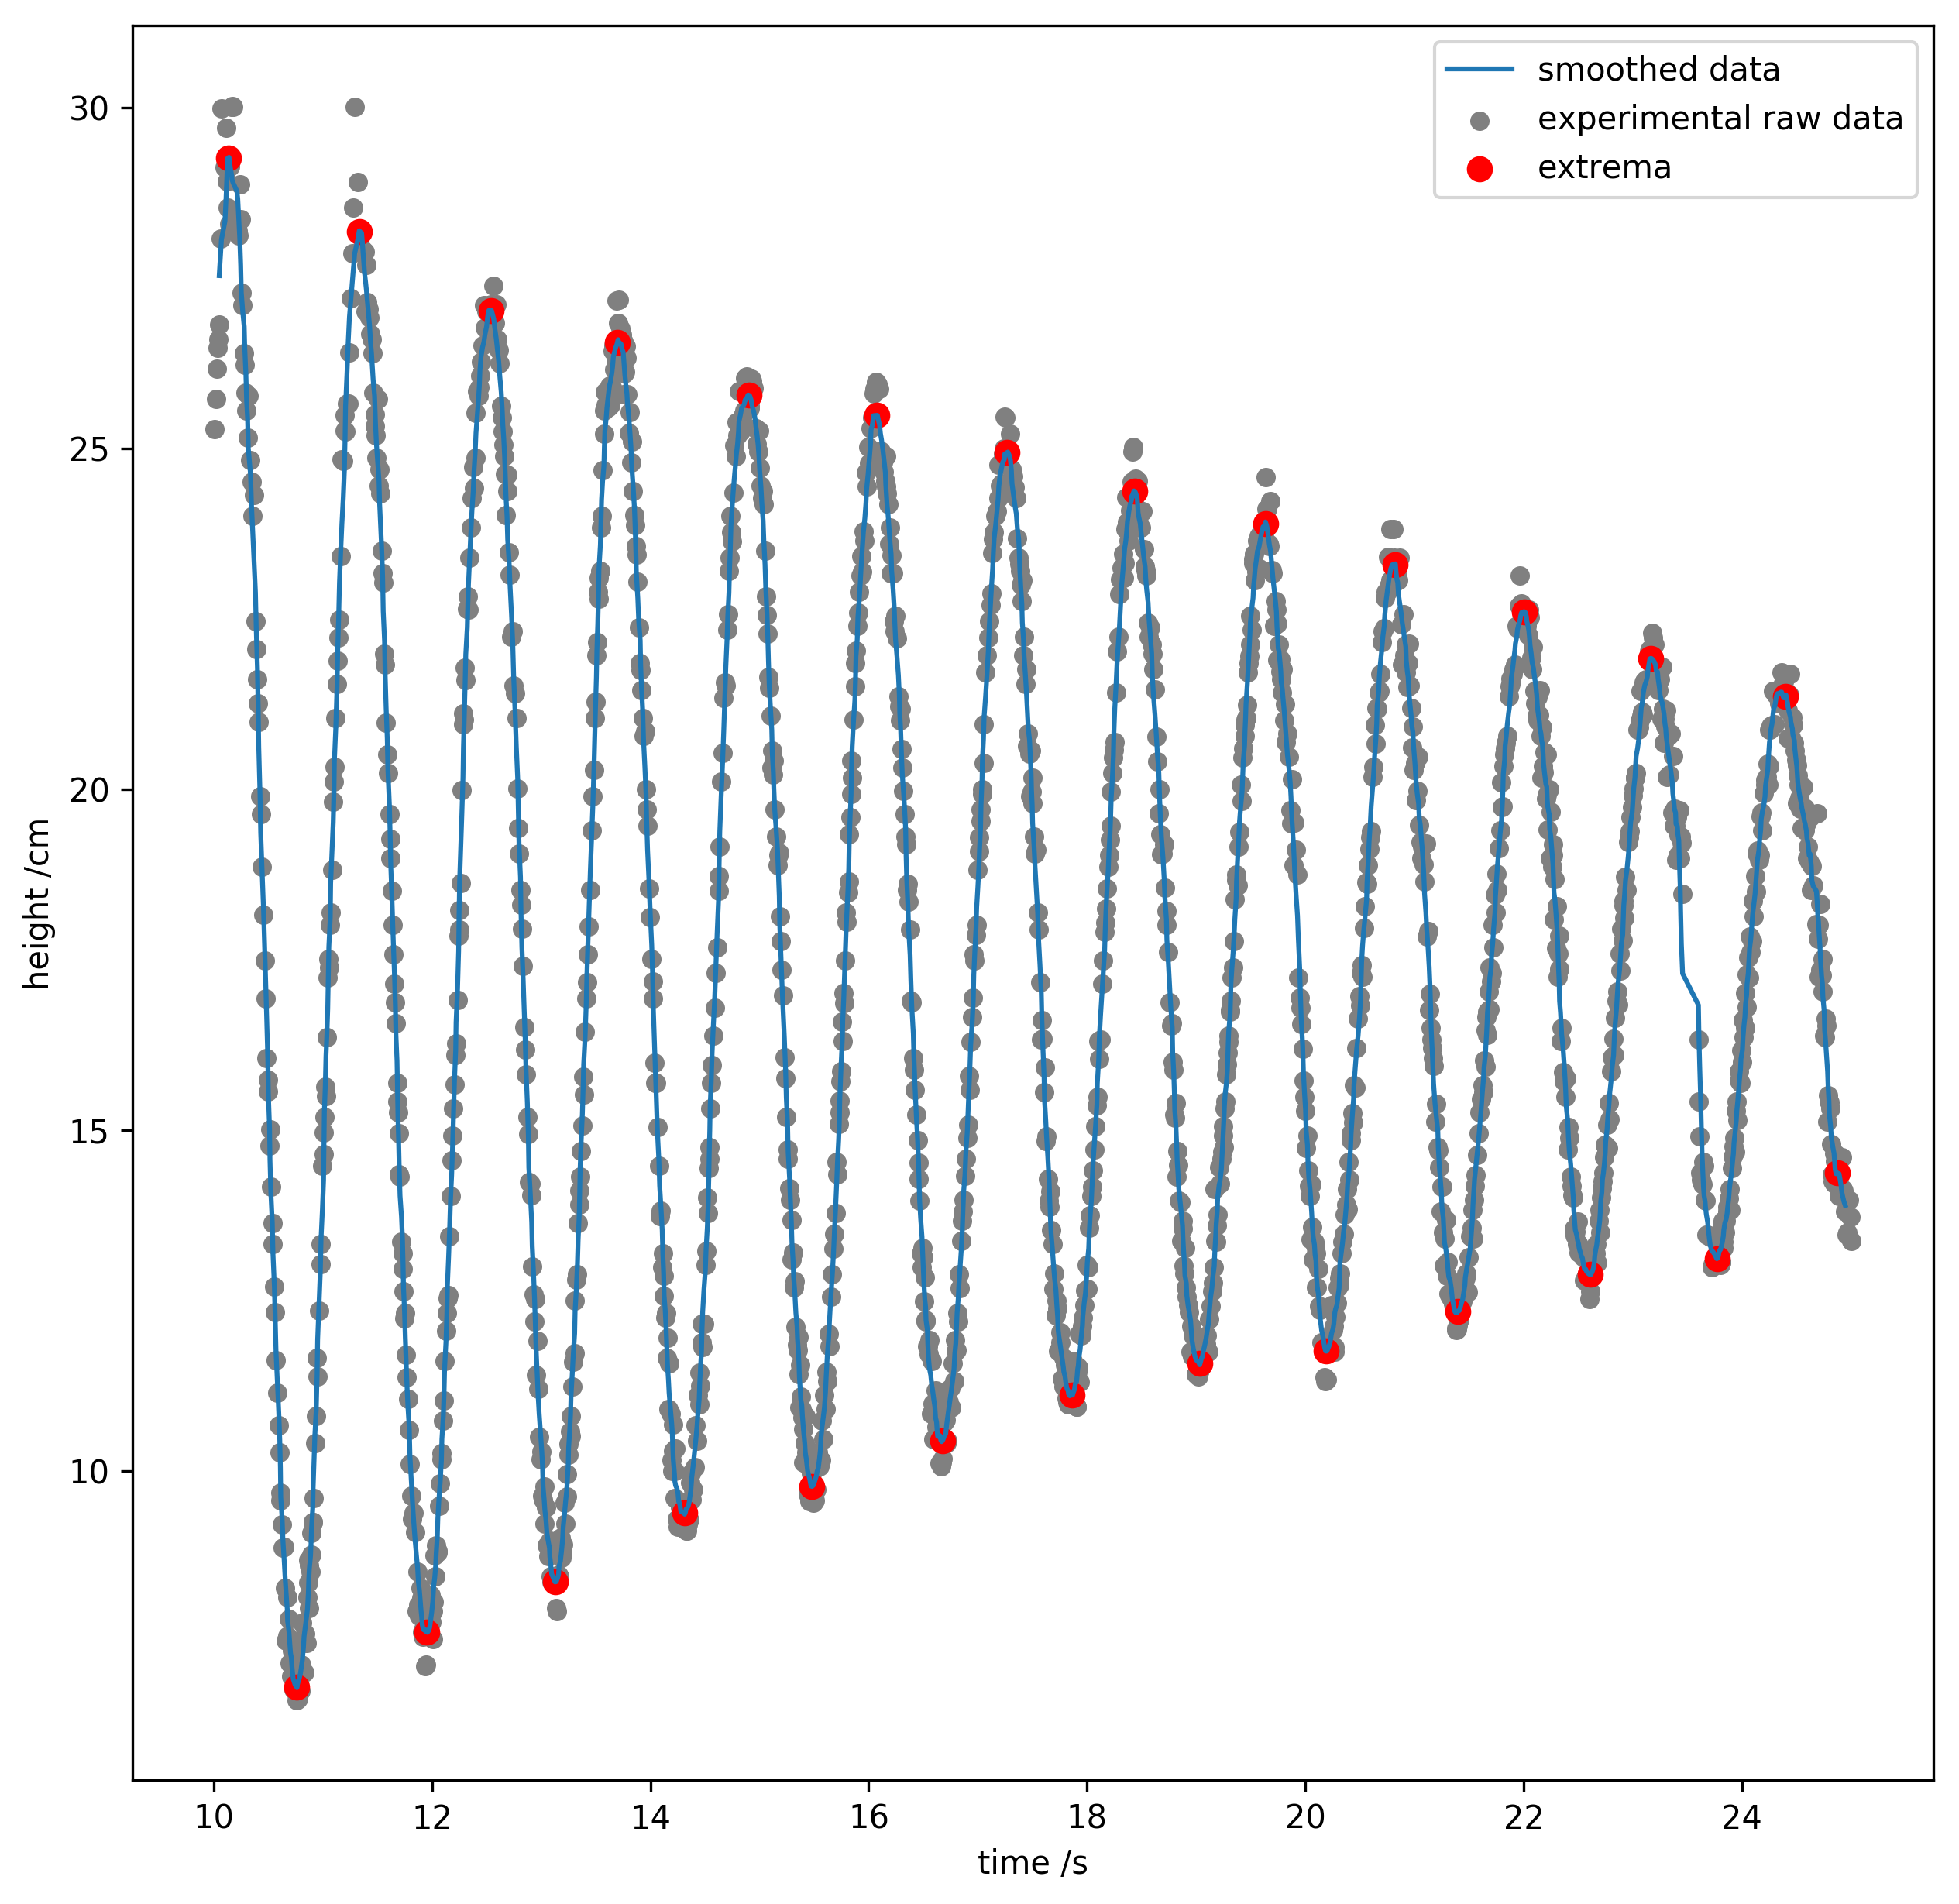 smoothed data
experimental raw data
extrema
30
25
20
15
10
height /cm
10 12 14 16 18 20 22 24
time /s